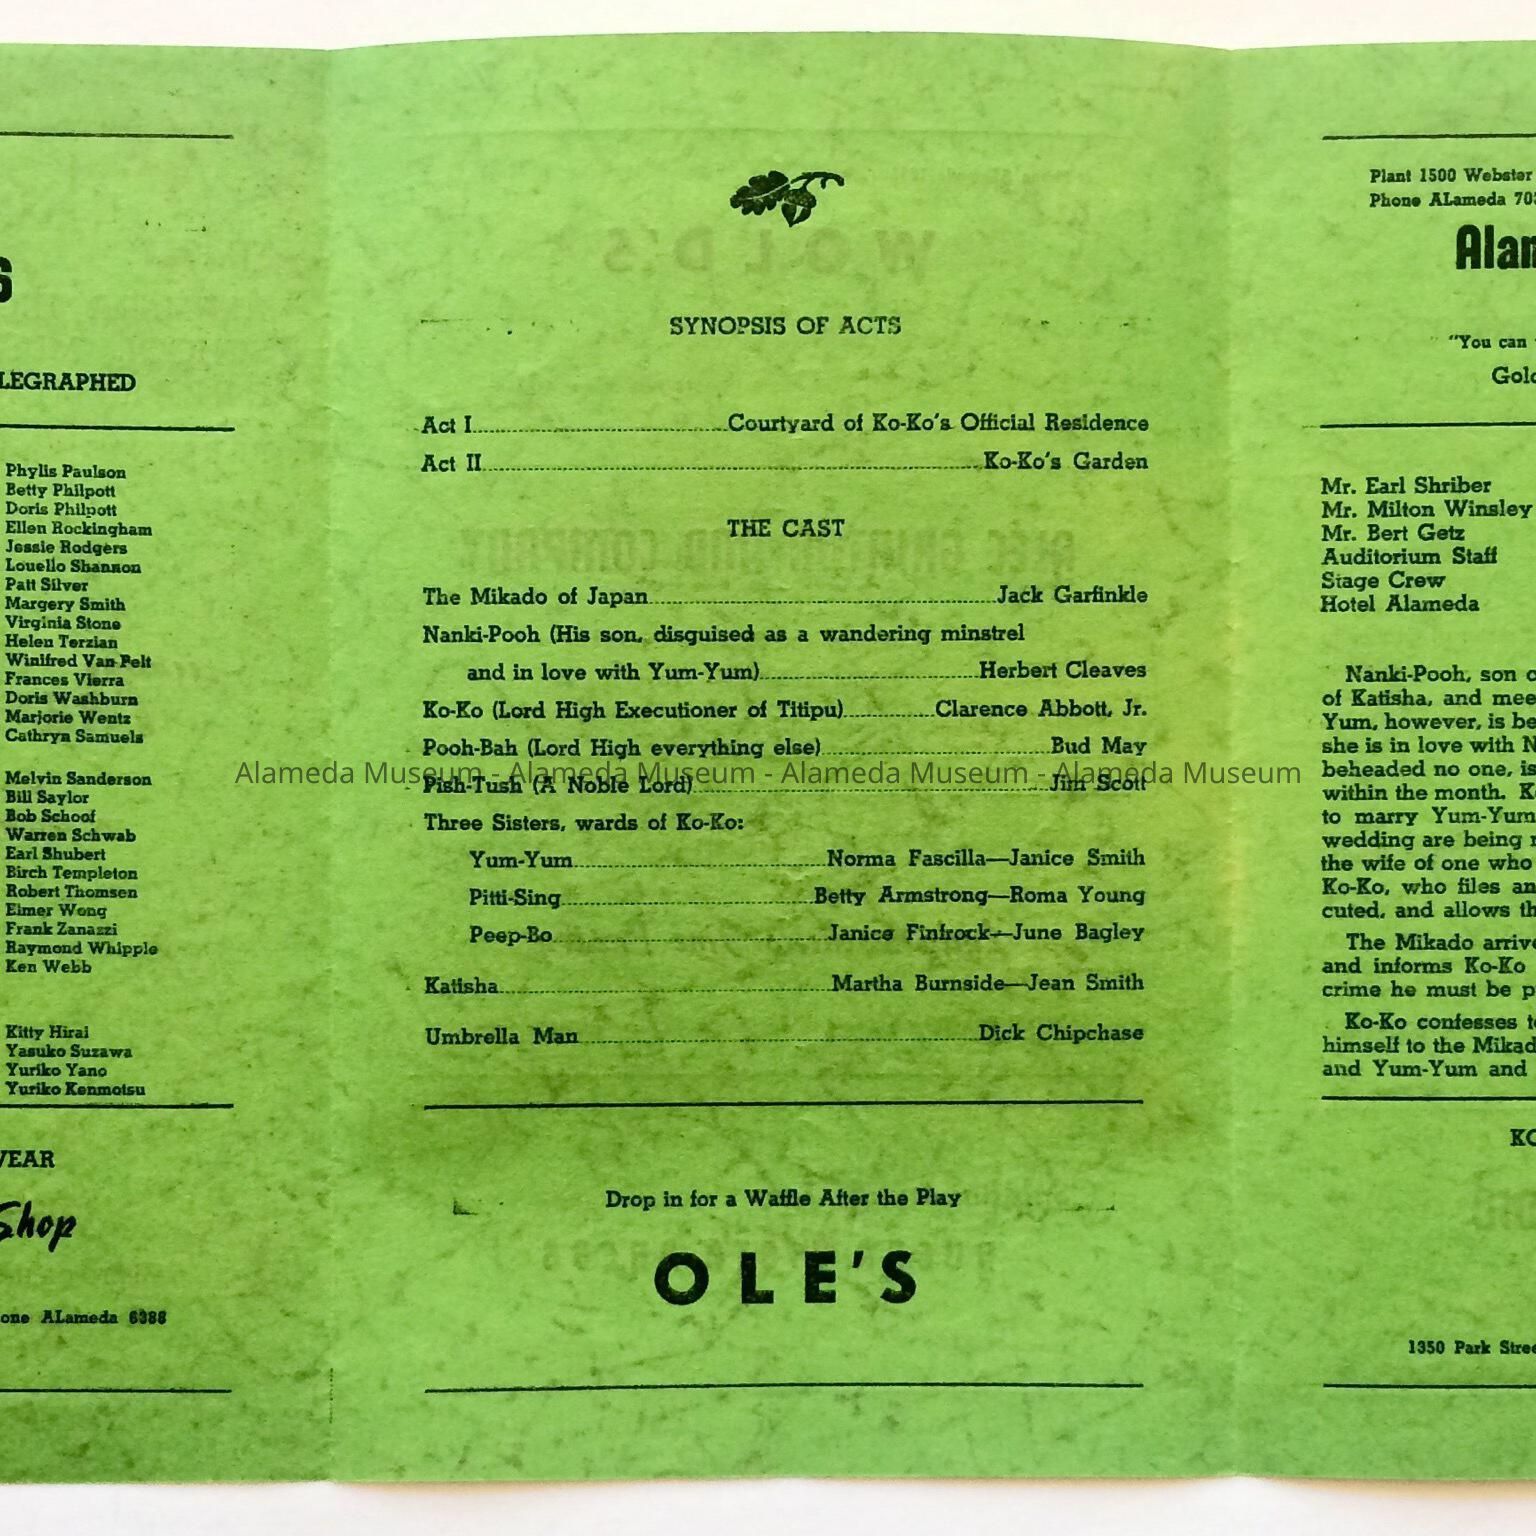 S
LEGRAPHED
Phylis Paulson
Betty Philpott
Doris Philpott
Ellen Rockingham
Jessie Rodgers
Louello Shannon
Patt Silver
Margery Smith
Virginia Stone
Helen Terzian
Winifred Van Pelt
Frances Vierra
Doris Washburn
Marjorie Wentz
Cathryn Samuels
Melvin Sanderson
Bill Saylor
Bob Schoof
Warren Schwab
Earl Shubert
Birch Templeton
Robert Thomsen
Elmer Wong
Frank Zanazzi
Raymond Whipple
Ken Webb
Kitty Hirai
Yasuko Suzawa
Yuriko Yano
Yuriko Kenmotsu
WEAR
Shop
one ALameda 6388
SYNOPSIS OF ACTS
Act I Courtyard of Ko-Ko's Official Residence
Act II Ko-Ko's Garden
THE CAST
The Mikado of Japan Jack Garfinkle
Nanki-Pooh (His son, disguised as a wandering minstrel
and in love with Yum-Yum) Herbert Cleaves
Ko-Ko (Lord High Executioner of Titipu) Clarence Abbott, Jr.
Pooh-Bah (Lord High everything else) Bud May
Alameda Museum - Alameda Museum - Alameda Museum - Alameda Museum
Pish-Tush (A Noble Lord) Jim Scott
Three Sisters, wards of Ko-Ko:
Yum-Yum Norma Fascilla—Janice Smith
Pitti-Sing Betty Armstrong—Roma Young
Peep-Bo Janice Finfrock—June Bagley
Katisha Martha Burnside—Jean Smith
Umbrella Man Dick Chipchase
Drop in for a Waffle After the Play
OLE'S
Plant 1500 Webster
Phone ALameda 703
Alam
"You can
Gold
Mr. Earl Shriber
Mr. Milton Winsley
Mr. Bert Getz
Auditorium Staff
Stage Crew
Hotel Alameda
Nanki-Pooh, son o
of Katisha, and mee
Yum, however, is be
she is in love with N
beheaded no one, is
within the month. K
to marry Yum-Yum
wedding are being
the wife of one who
Ko-Ko, who files an
cuted, and allows th
The Mikado arrive
and informs Ko-Ko
crime he must be p
Ko-Ko confesses t
himself to the Mikad
and Yum-Yum and
KO
1350 Park Stree